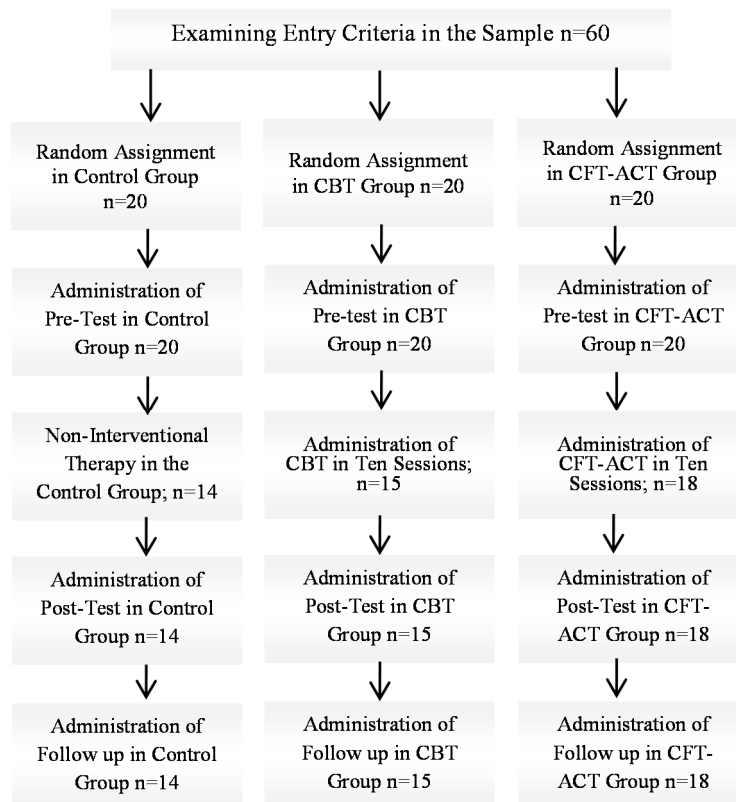 Examining Entry Criteria in the Sample n=60
Random Assignment
in Control Group
n=20
Random Assignment
in CBT Group n=20
Random Assignment
in CFT-ACT Group
n=20
Administration of
Pre-Test in Control
Group n=20
Administration of
Pre-test in CBT
Group n=20
Administration of
Pre-test in CFT-ACT
Group n=20
Non-Interventional
Therapy in the
Control Group; n=14
Administration of
CBT in Ten Sessions;
n=15
Administration of
CFT-ACT in Ten
Sessions; n=18
Administration of
Post-Test in Control
Group n=14
Administration of
Post-Test in CBT
Group n=15
Administration of
Post-Test in CFT-
ACT Group n=18
Administration of
Follow up in Control
Group n=14
Administration of
Follow up in CBT
Group n=15
Administration of
Follow up in CFT-
ACT Group n=18